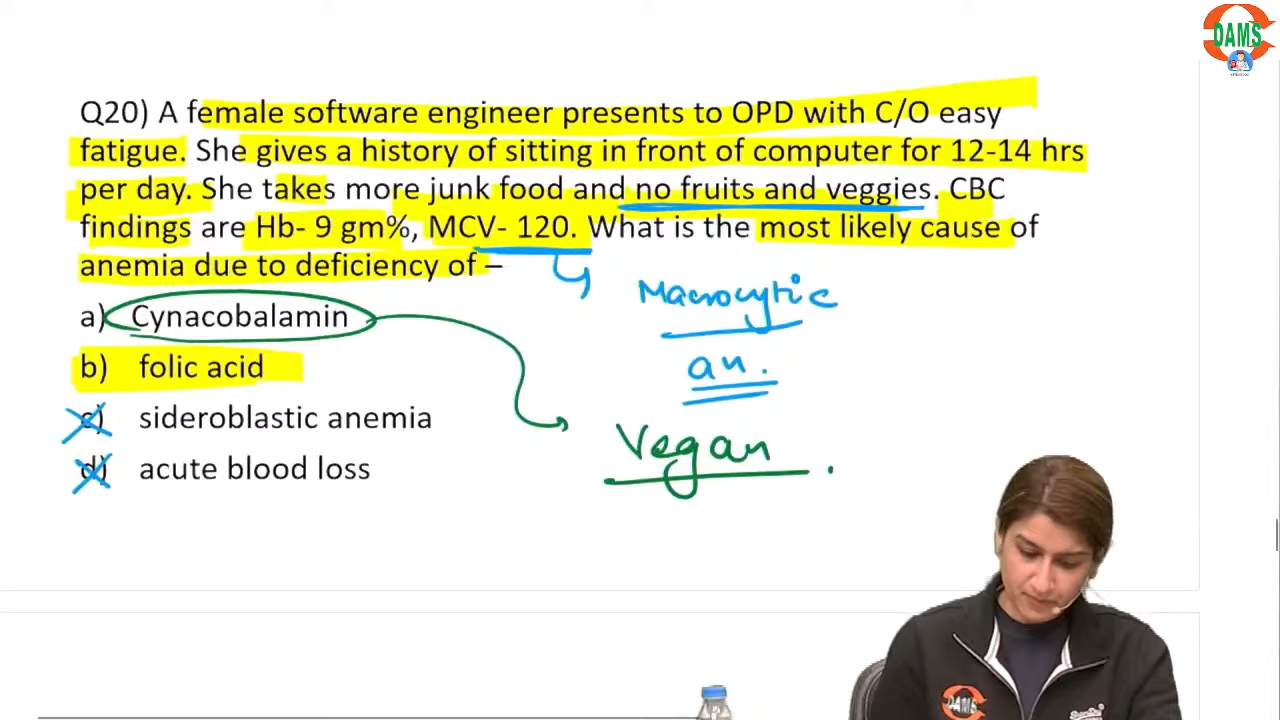 DAMS
Q20) A female software engineer presents to OPD with C/O easy
fatigue. She gives a history of sitting in front of computer for 12-14 hrs
per day. She takes more junk food and no fruits and veggies. CBC
findings are Hb- 9 gm%, MCV- 120. What is the most likely cause of
anemia due to deficiency of –
a) Cynacobalamin
b) folic acid
c) sideroblastic anemia
d) acute blood loss
Macrocytic
an.
Vegan
DAMS